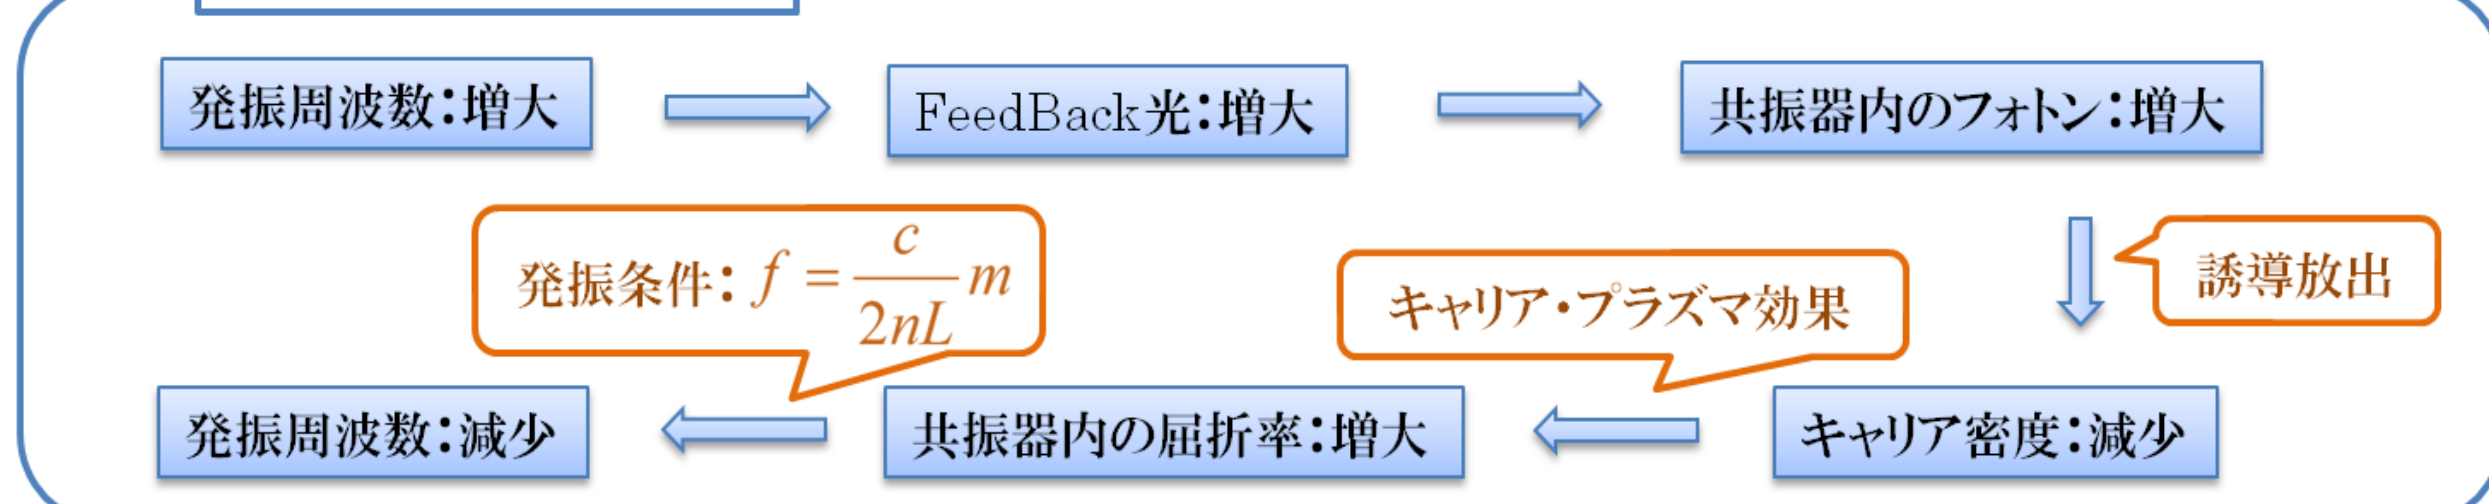 発振周波数：増大
FeedBack光：増大
共振器内のフォトン：増大
誘導放出
発振条件： f = \frac{c}{2nL} m
キャリア・プラズマ効果
キャリア密度：減少
共振器内の屈折率：増大
発振周波数：減少